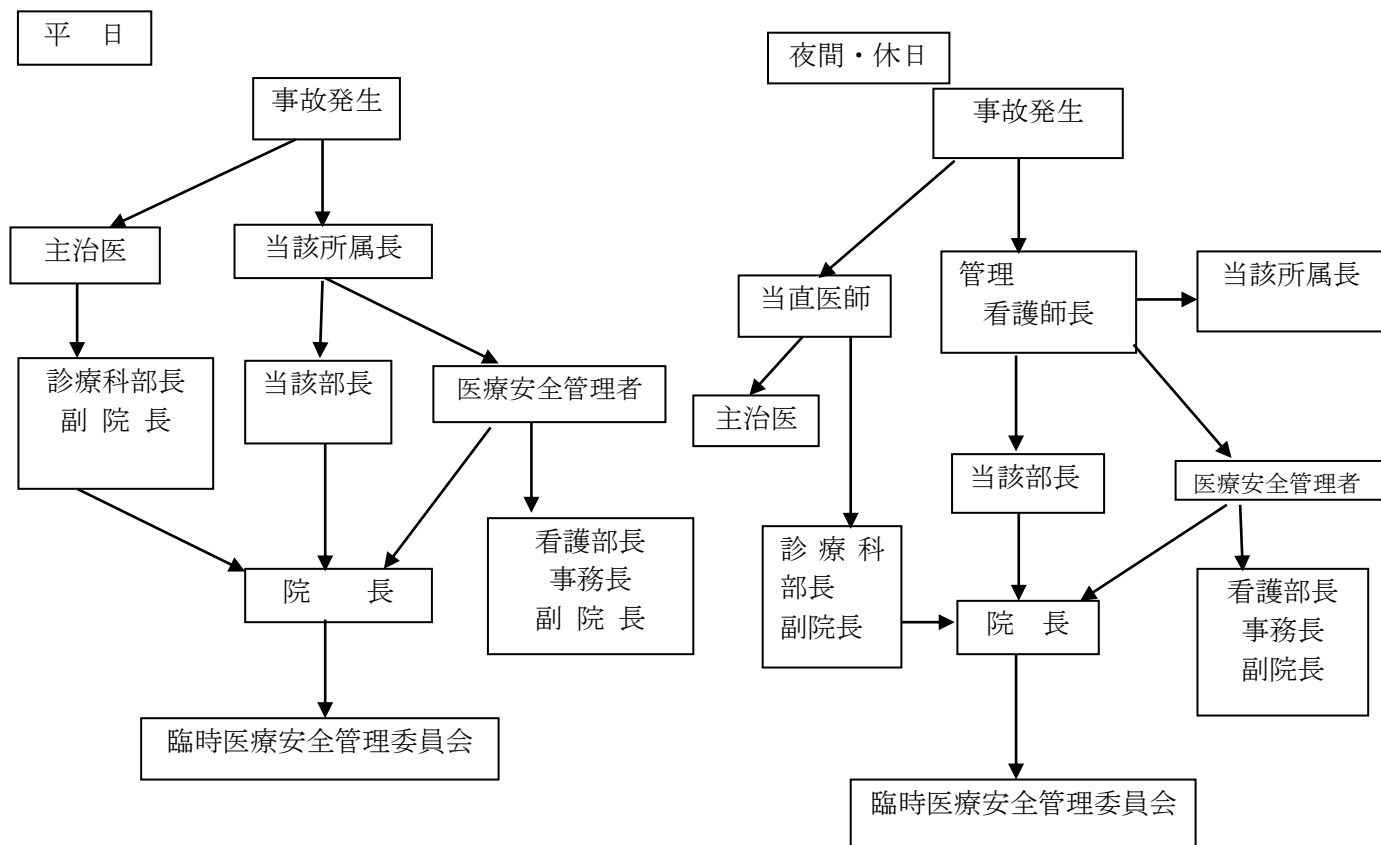 平　日
事故発生
主治医
当該所属長
診療科部長
副 院 長
当該部長
医療安全管理者
看護部長
事務長
副 院 長
院　　長
臨時医療安全管理委員会
夜間・休日
事故発生
当直医師
管理
看護師長
当該所属長
主治医
当該部長
医療安全管理者
診 療 科
部長
副院長
院　長
看護部長
事務長
副院長
臨時医療安全管理委員会